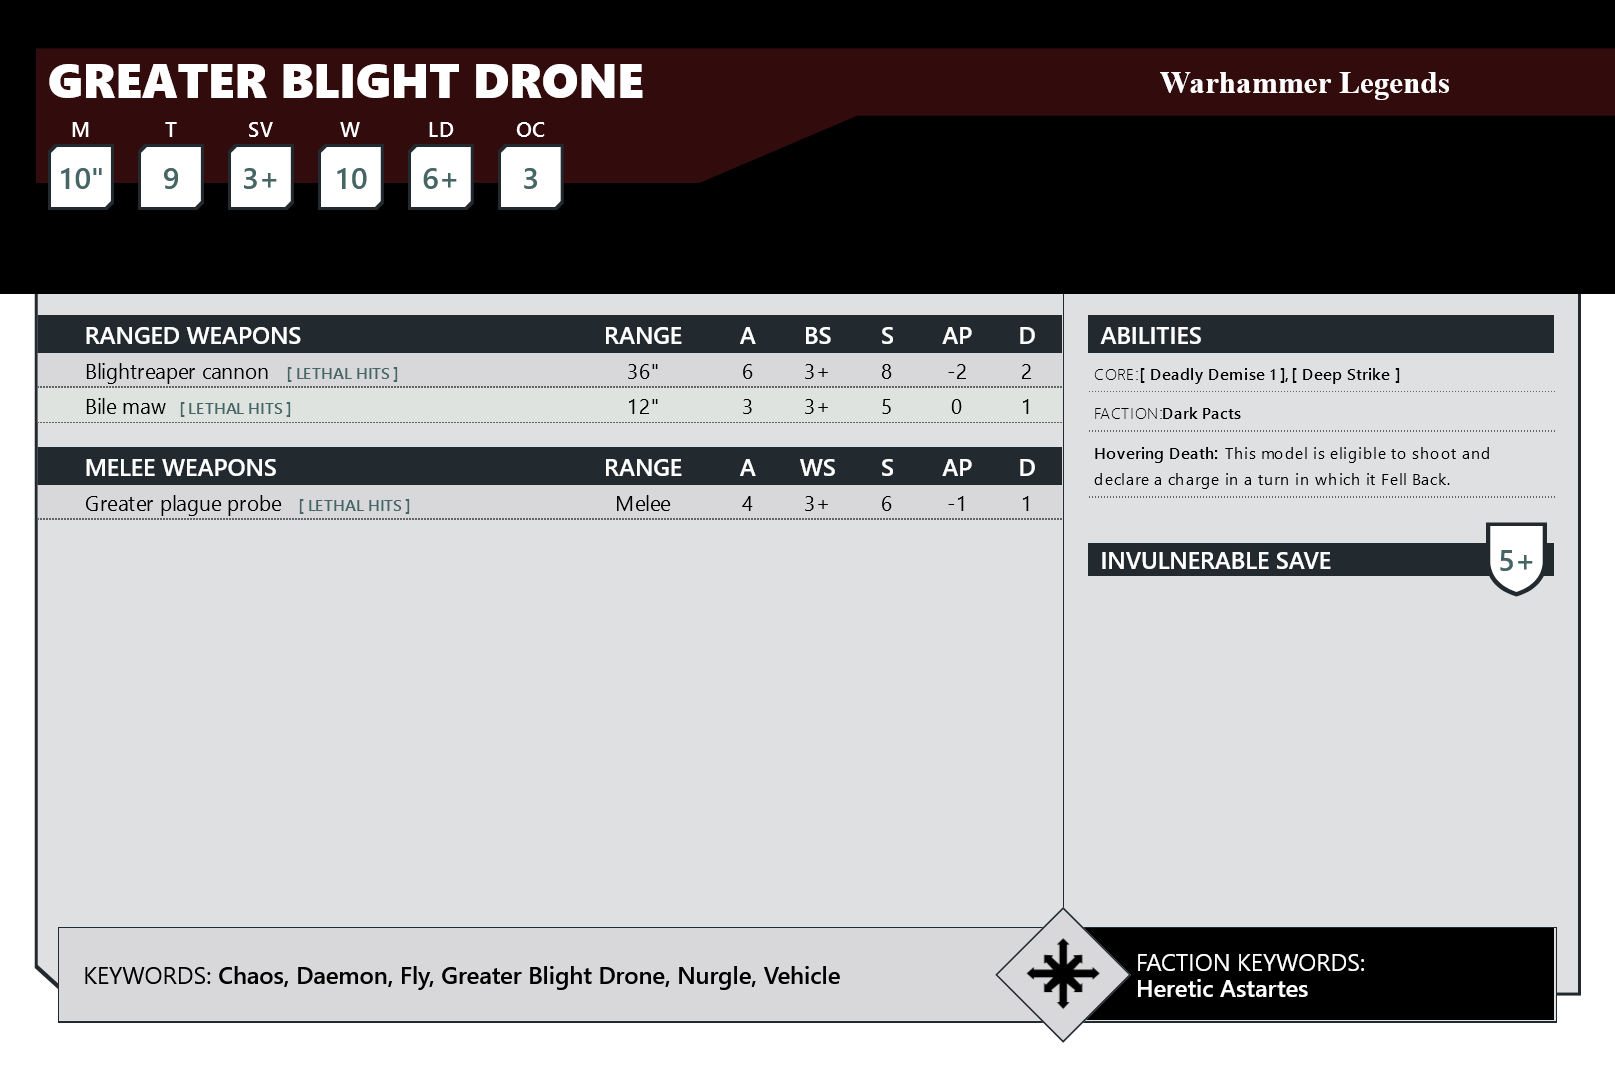 GREATER BLIGHT DRONE
Warhammer Legends
M T SV W LD OC
10" 9 3+ 10 6+ 3
RANGED WEAPONS RANGE A BS S AP D
Blightreaper cannon [ LETHAL HITS ] 36" 6 3+ 8 -2 2
Bile maw [ LETHAL HITS ] 12" 3 3+ 5 0 1
MELEE WEAPONS RANGE A WS S AP D
Greater plague probe [ LETHAL HITS ] Melee 4 3+ 6 -1 1
ABILITIES
CORE:[ Deadly Demise 1 ], [ Deep Strike ]
FACTION:Dark Pacts
Hovering Death: This model is eligible to shoot and
declare a charge in a turn in which it Fell Back.
INVULNERABLE SAVE 5+
KEYWORDS: Chaos, Daemon, Fly, Greater Blight Drone, Nurgle, Vehicle
FACTION KEYWORDS:
Heretic Astartes